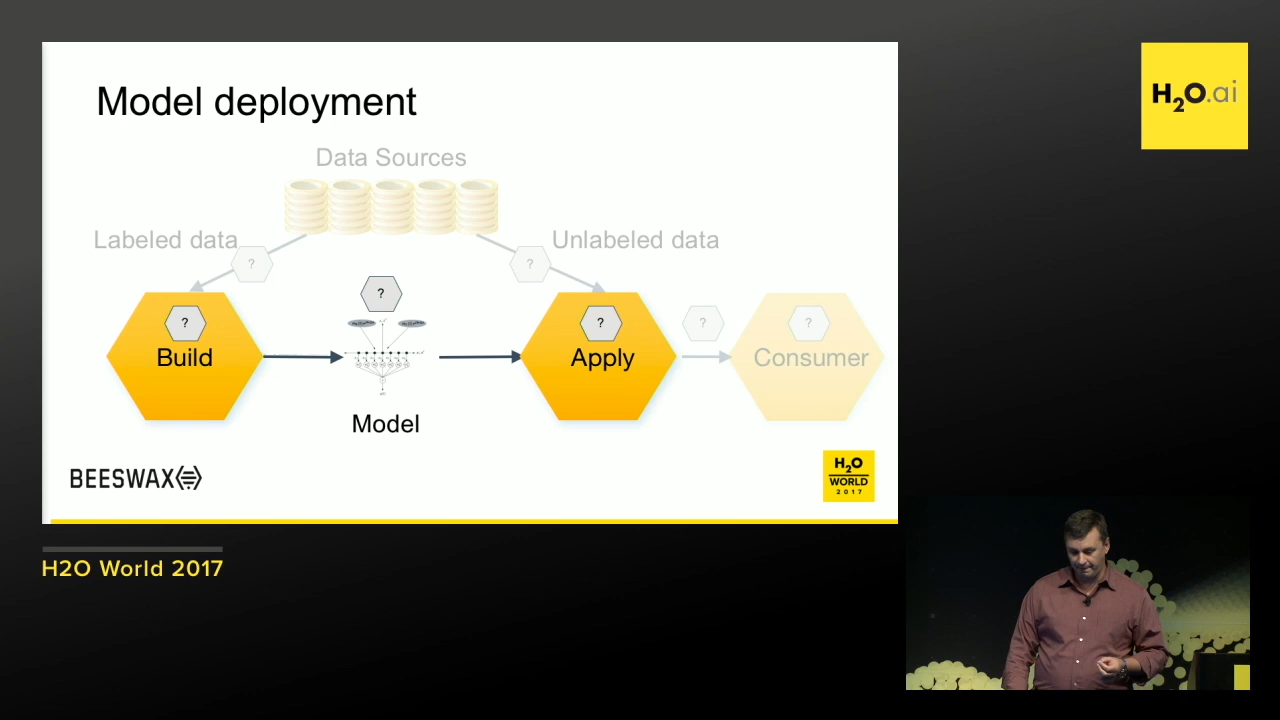 Model deployment
Data Sources
Labeled data
Unlabeled data
?
?
?
?
?
?
?
Build
Apply
Consumer
Model
BEESWAX
H2O
WORLD
2017
H2O.ai
H2O World 2017